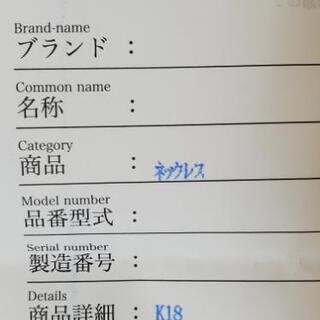 Brand-name
ブランド :
Common name
名称 :
Category
商品 : ネックレス
Model number
品番型式 :
Serial number
製造番号 :
Details
商品詳細 : K18